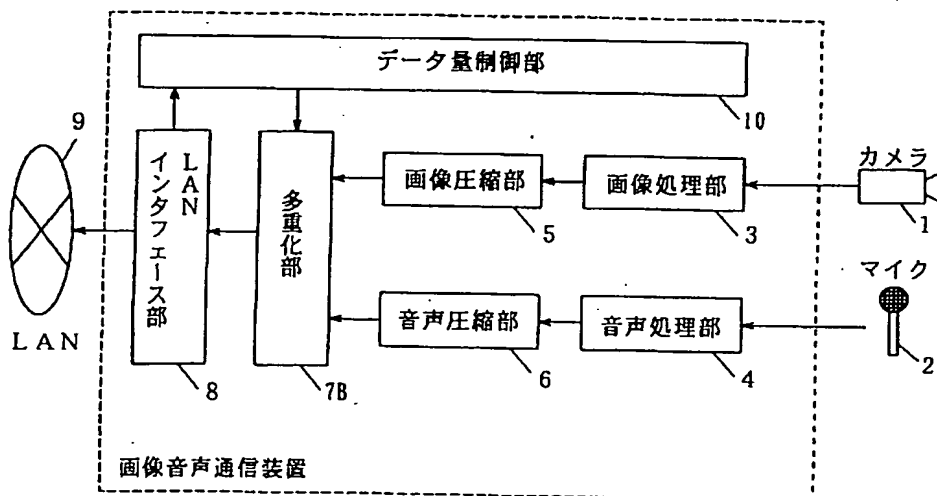 データ量制御部
10
9
LAN
インタフェース部
多重化部
画像圧縮部
画像処理部
カメラ
5
3
1
マイク
音声圧縮部
音声処理部
LAN
8
7B
6
4
2
画像音声通信装置